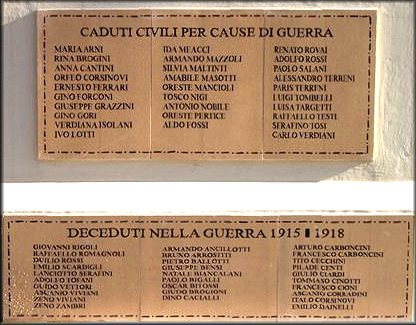 CADUTI CIVILI PER CAUSE DI GUERRA
MARIA ARNI
RINA BROGINI
ANNA CANTINI
ORFEO CORSINOVI
ERNESTO FERRARI
GINO FORCONI
GIUSEPPE GRAZZINI
GINO GORI
VERDIANA ISOLANI
IVO LOTTI
IDA MEACCI
ARMANDO MAZZOLI
SILVIA MALTINTI
AMABILE MASOTTI
ORESTE MANCIOLI
TOSCO NIGI
ANTONIO NOBILE
ORESTE PERTICE
ALDO FOSSI
RENATO ROVAI
ADOLFO ROSSI
PAOLO SALANI
ALESSANDRO TERRENI
PARIS TERRENI
LUIGI TOMBELLI
LUISA TARGETTI
RAFFAELLO TESTI
SERAFINO TOSI
CARLO VERDIANI
DECEDUTI NELLA GUERRA 1915 1918
GIOVANNI RIGOLI
RAFFAELLO ROMAGNOLI
DUILIO ROSSI
EMILIO SCARDIGLI
LANCIOTTO SERAFINI
ADOLFO TOFANI
GUIDO VETTORI
ASCANIO VIVIANI
ZENO VIVIANI
ZENO ZAMBRI
ARMANDO ANCILLOTTI
BRUNO ARROSTITI
PIETRO BALLOTTI
GIUSEPPE BENSI
NATALE BIANCALANI
PAOLO BIGALLI
OSCAR BITOSSI
GUIDO BROGIONI
DINO CACIALLI
ARTURO CARBONCINI
FRANCESCO CARBONCINI
TITO CECCHINI
PILADE CENTI
GIULIO CIARDI
TOMMASO CINOTTI
FRANCESCO CIONI
ASCANIO CORRADINI
ITALO CORSINOVI
EMILIO DAINELLI